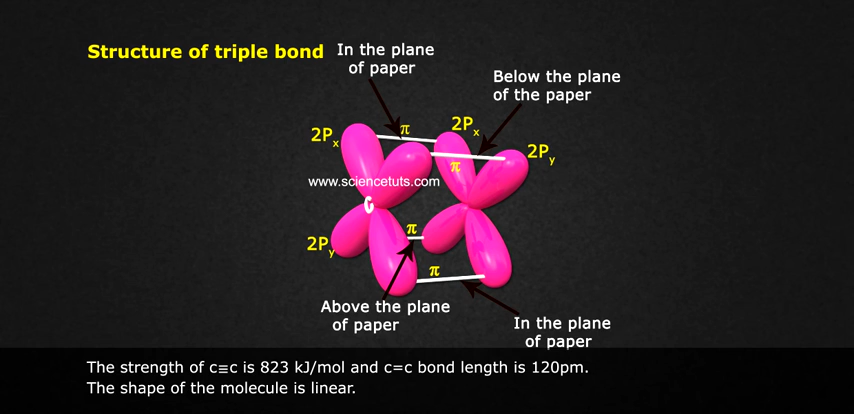 Structure of triple bond
In the plane
of paper
Below the plane
of the paper
2Px
π
2Px
π
2Py
www.sciencetuts.com
C
2Py
π
π
Above the plane
of paper
In the plane
of paper
The strength of c≡c is 823 kJ/mol and c=c bond length is 120pm.
The shape of the molecule is linear.